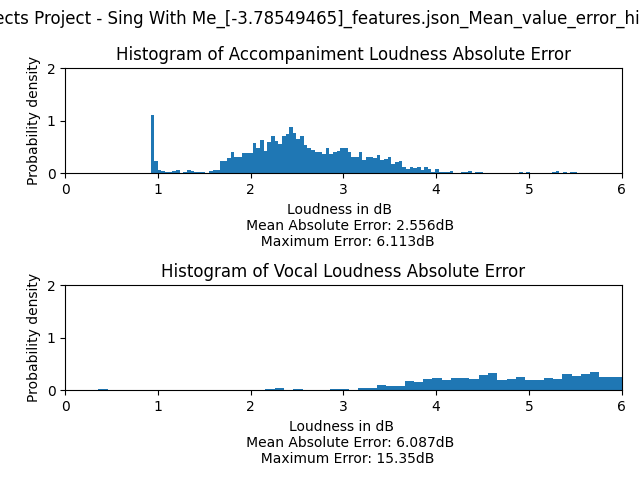 ects Project - Sing With Me_[-3.78549465]_features.json_Mean_value_error_hi
Histogram of Accompaniment Loudness Absolute Error
Probability density
2
1
0
0 1 2 3 4 5 6
Loudness in dB
Mean Absolute Error: 2.556dB
Maximum Error: 6.113dB
Histogram of Vocal Loudness Absolute Error
Probability density
2
1
0
0 1 2 3 4 5 6
Loudness in dB
Mean Absolute Error: 6.087dB
Maximum Error: 15.35dB